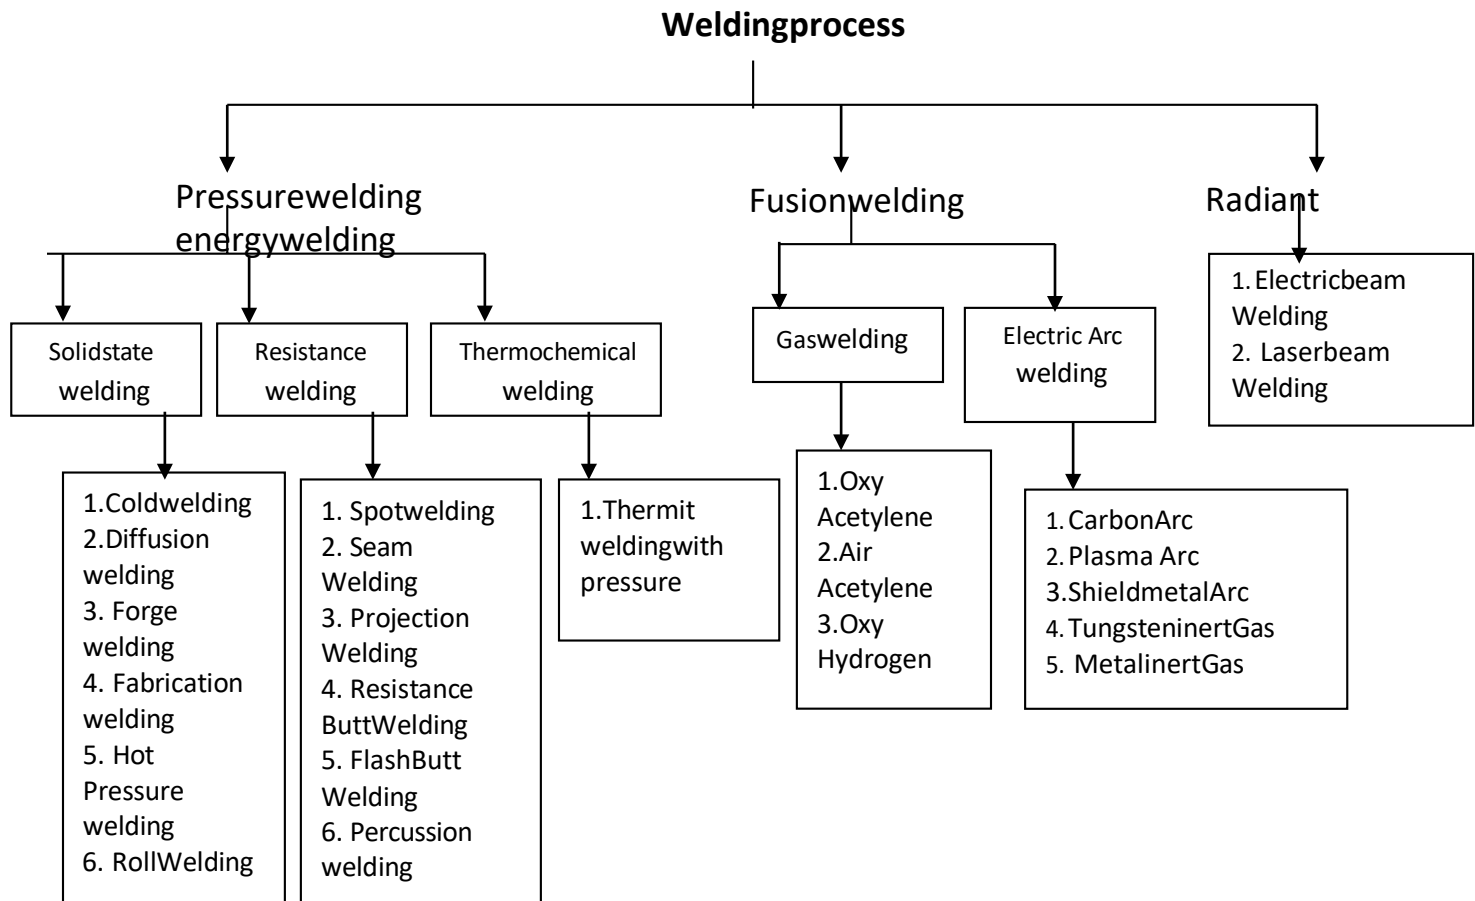 Weldingprocess
Pressurewelding
energywelding
Fusionwelding
Radiant
Solidstate
welding
Resistance
welding
Thermochemical
welding
Gaswelding
Electric Arc
welding
1. Electricbeam
Welding
2. Laserbeam
Welding
1.Coldwelding
2.Diffusion
welding
3. Forge
welding
4. Fabrication
welding
5. Hot
Pressure
welding
6. RollWelding
1. Spotwelding
2. Seam
Welding
3. Projection
Welding
4. Resistance
ButtWelding
5. FlashButt
Welding
6. Percussion
welding
1.Thermit
weldingwith
pressure
1.Oxy
Acetylene
2.Air
Acetylene
3.Oxy
Hydrogen
1. CarbonArc
2. Plasma Arc
3.ShieldmetalArc
4. TungsteninertGas
5. MetalinertGas